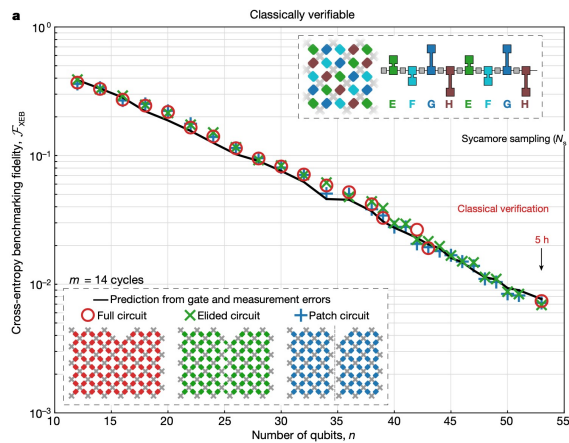 a
Classically verifiable
10⁰
10⁻¹
10⁻²
10⁻³
Cross-entropy benchmarking fidelity, ℱ_XEB
E F G H E F G H
Sycamore sampling (N_s
Classical verification
5 h
m = 14 cycles
Prediction from gate and measurement errors
Full circuit Elided circuit Patch circuit
10 15 20 25 30 35 40 45 50 55
Number of qubits, n